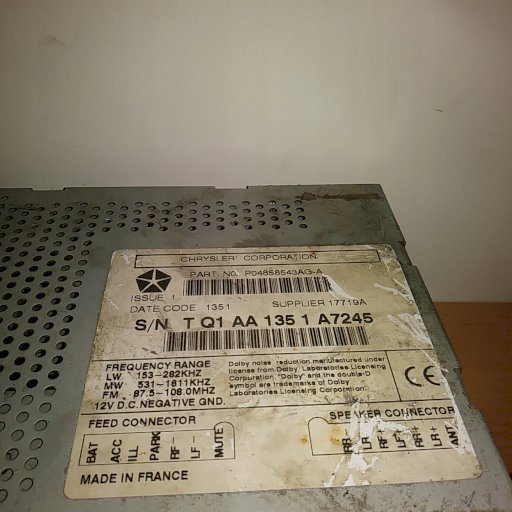 CHRYSLER CORPORATION
PART NO. P04858543AG-A
ISSUE 1
DATE CODE 1351 SUPPLIER 17719A
S/N T Q1 AA 135 1 A7245
FREQUENCY RANGE
LW 153-282KHZ
MW 531-1611KHZ
FM 87.5-108.0MHZ
12V D.C. NEGATIVE GND.
Dolby noise reduction manufactured under
license from Dolby Laboratories Licensing
Corporation. "Dolby" and the double-D
symbol are trademarks of Dolby
Laboratories Licensing Corporation.
CE
FEED CONNECTOR
BAT
ACC
ILL
PARK
RF-
LF-
MUTE
SPEAKER CONNECTOR
RR-
LR-
RF+
LF+
RR+
LR+
ANT
MADE IN FRANCE